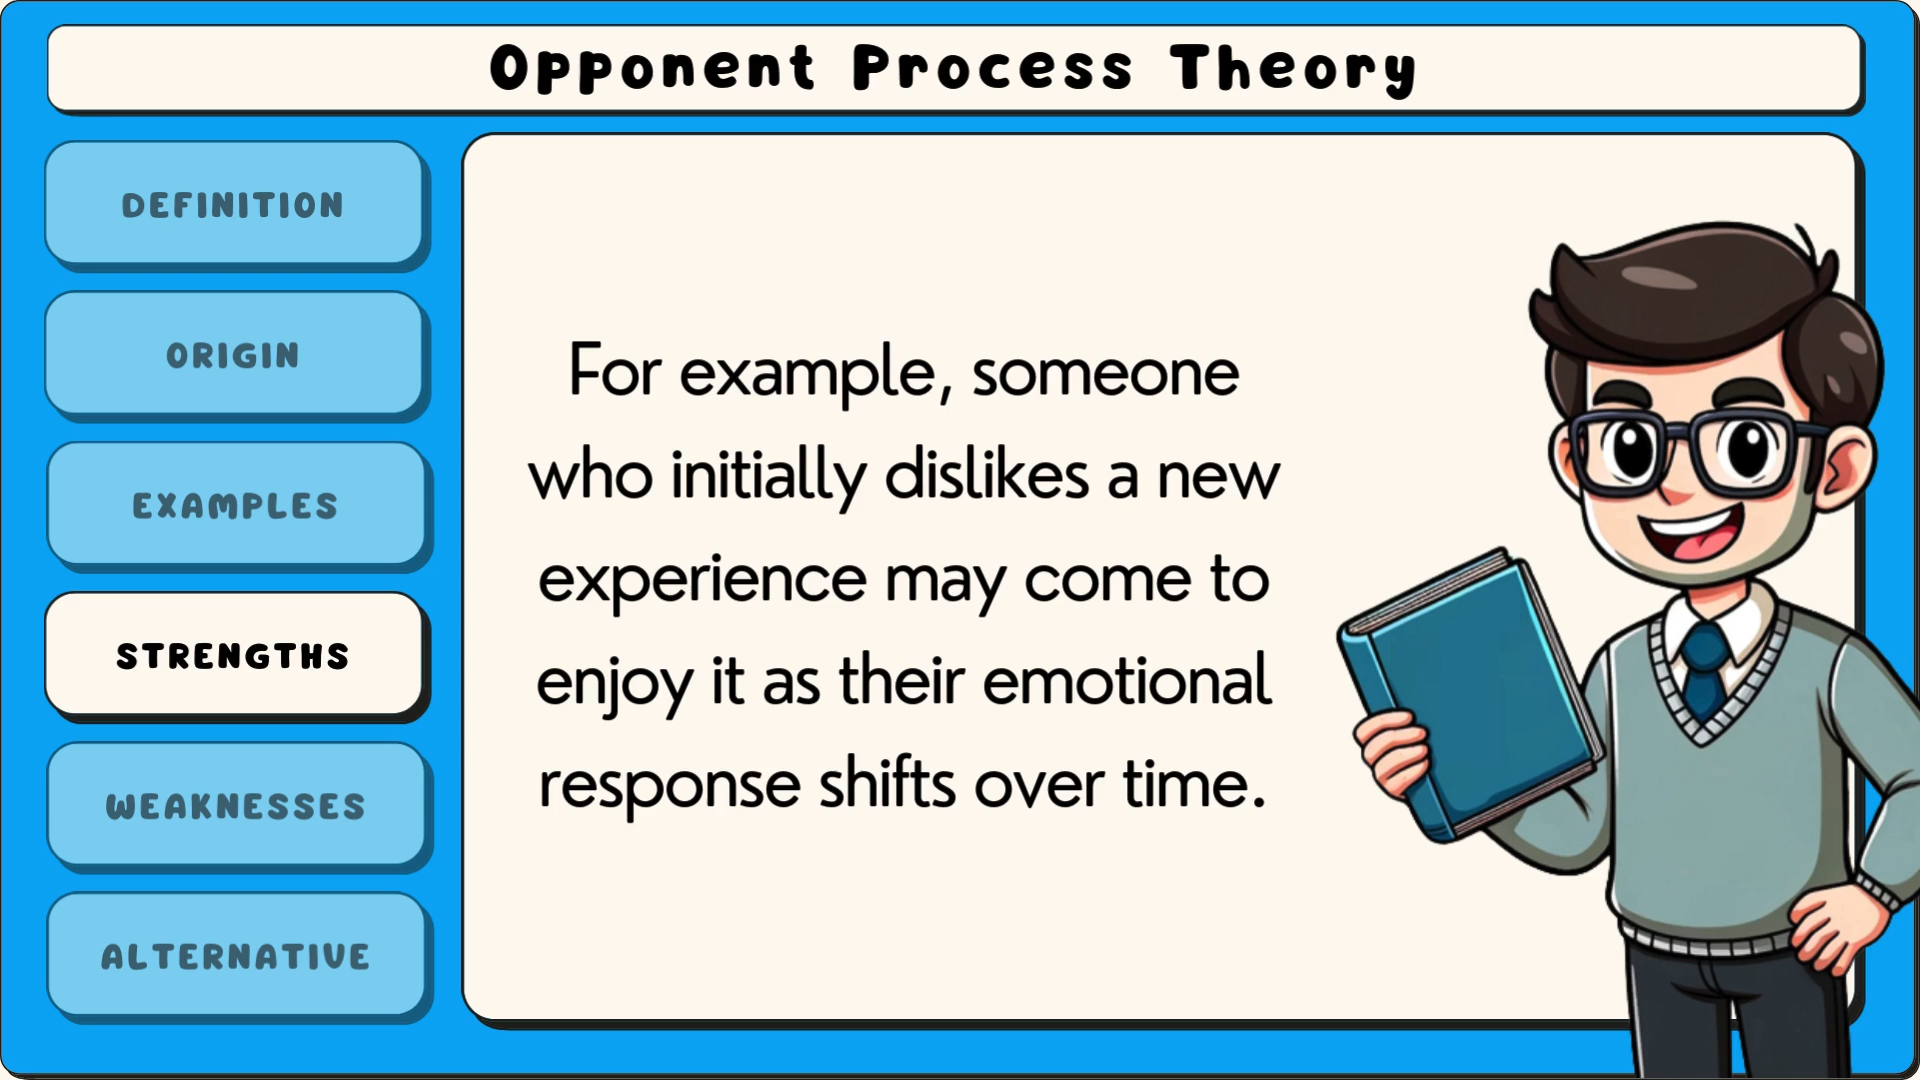 Opponent Process Theory
DEFINITION
ORIGIN
EXAMPLES
STRENGTHS
WEAKNESSES
ALTERNATIVE
For example, someone
who initially dislikes a new
experience may come to
enjoy it as their emotional
response shifts over time.